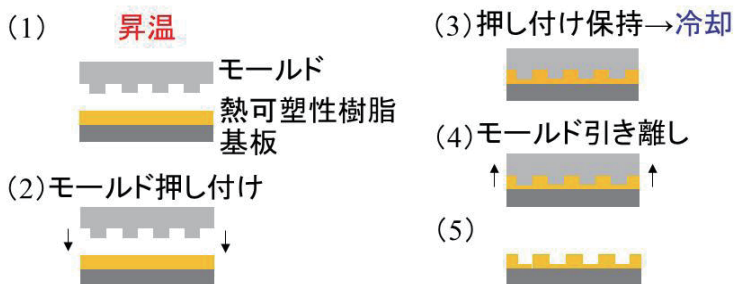 (1) 昇温
モールド
熱可塑性樹脂
基板
(2)モールド押し付け
(3)押し付け保持→冷却
(4)モールド引き離し
(5)